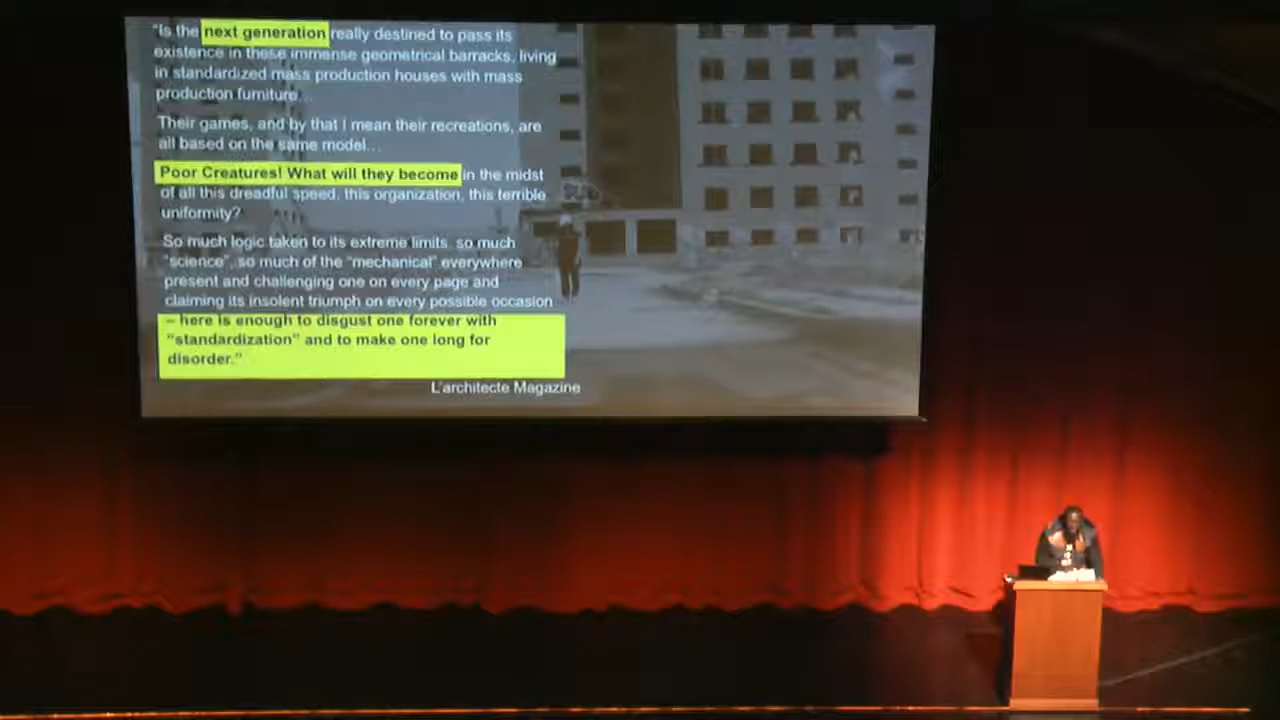 "Is the next generation really destined to pass its
existence in these immense geometrical barracks, living
in standardized mass production houses with mass
production furniture...
Their games, and by that I mean their recreations, are
all based on the same model...
Poor Creatures! What will they become in the midst
of all this dreadful speed, this organization, this terrible
uniformity?
So much logic taken to its extreme limits, so much
"science", so much of the "mechanical" everywhere
present and challenging one on every page and
claiming its insolent triumph on every possible occasion
– here is enough to disgust one forever with
"standardization" and to make one long for
disorder."
L'architecte Magazine